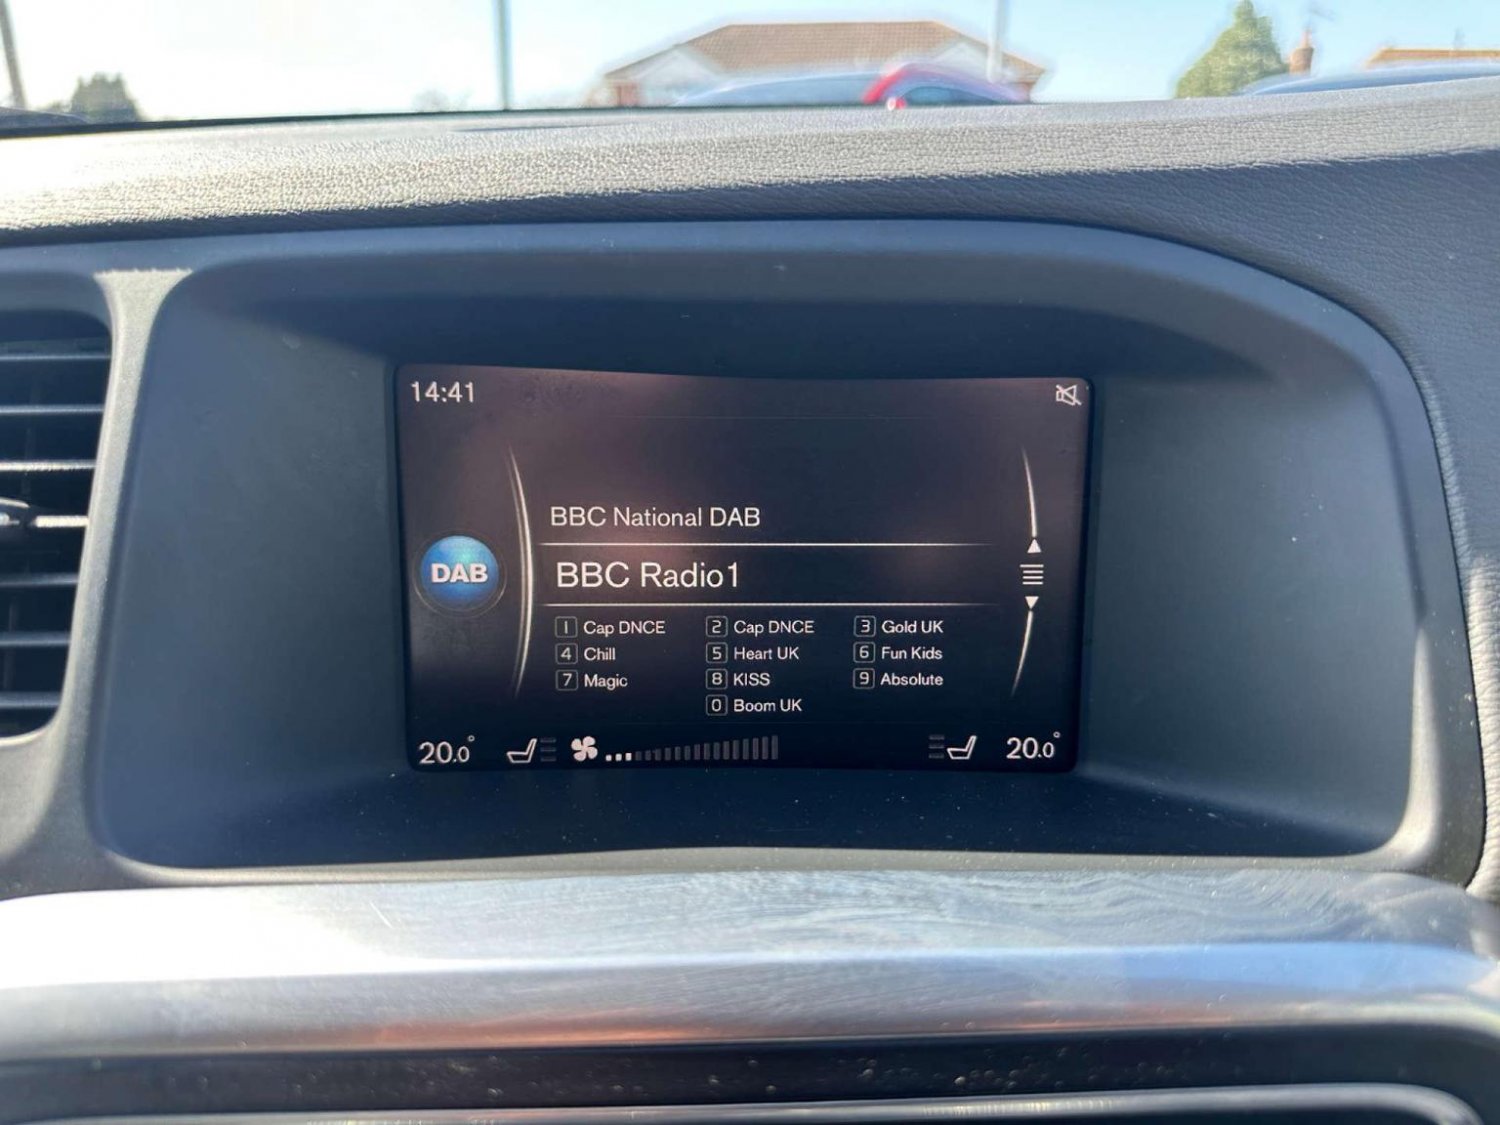 14:41
BBC National DAB
DAB
BBC Radio1
1 Cap DNCE 2 Cap DNCE 3 Gold UK
4 Chill 5 Heart UK 6 Fun Kids
7 Magic 8 KISS 9 Absolute
0 Boom UK
20.0° 20.0°